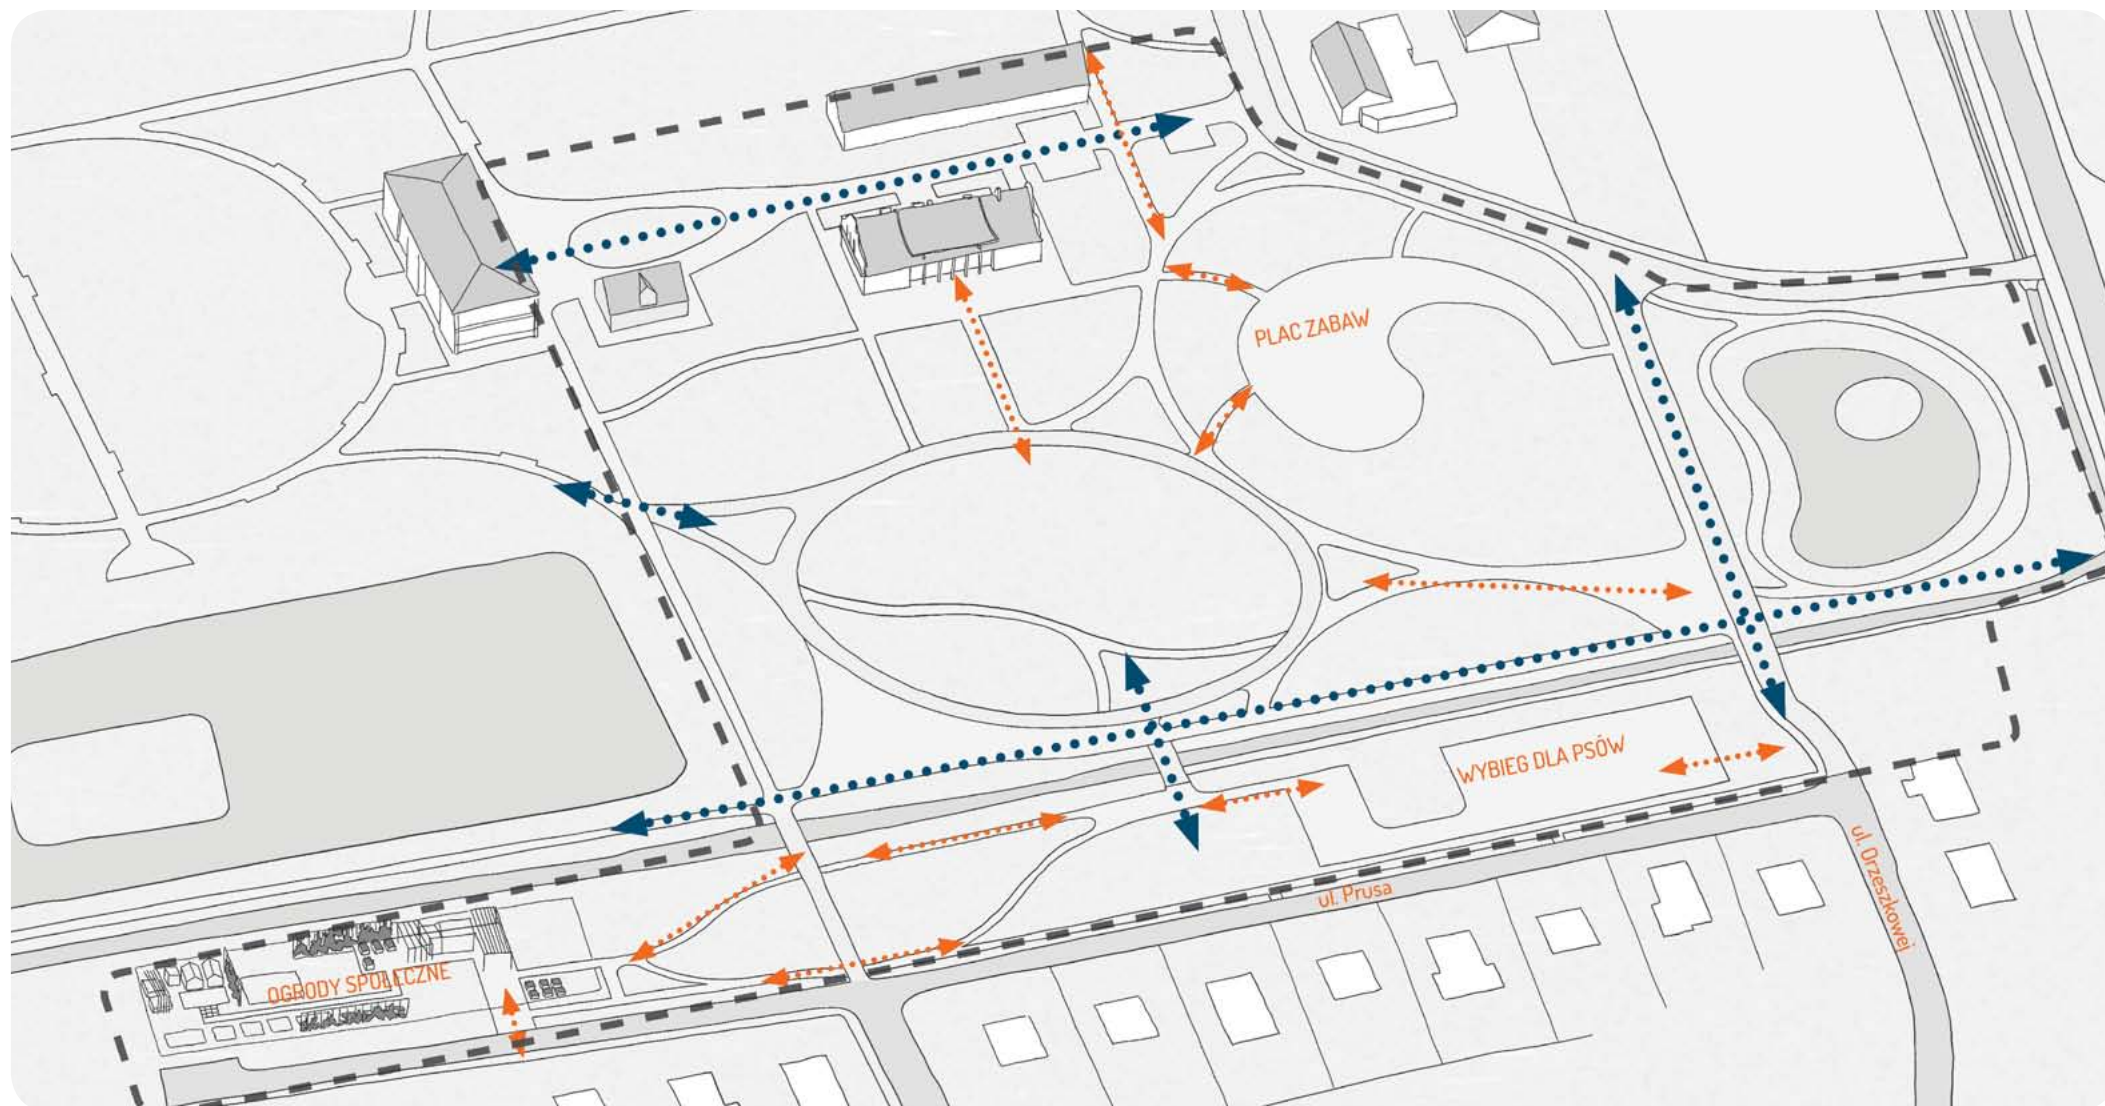 PLAC ZABAW
WYBIEG DLA PSÓW
ul. Orzeszkowej
ul. Prusa
OGRODY SPOŁECZNE